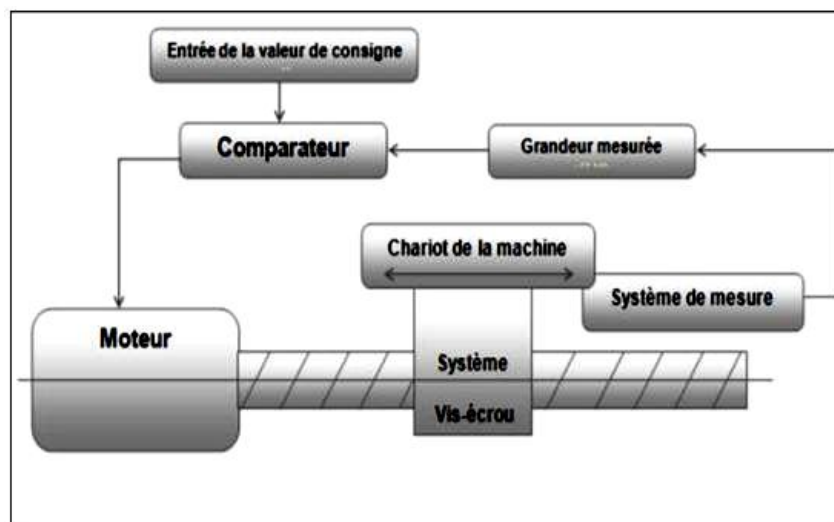 Entrée de la valeur de consigne
Comparateur
Grandeur mesurée
Chariot de la machine
Système de mesure
Moteur
Système
Vis-écrou